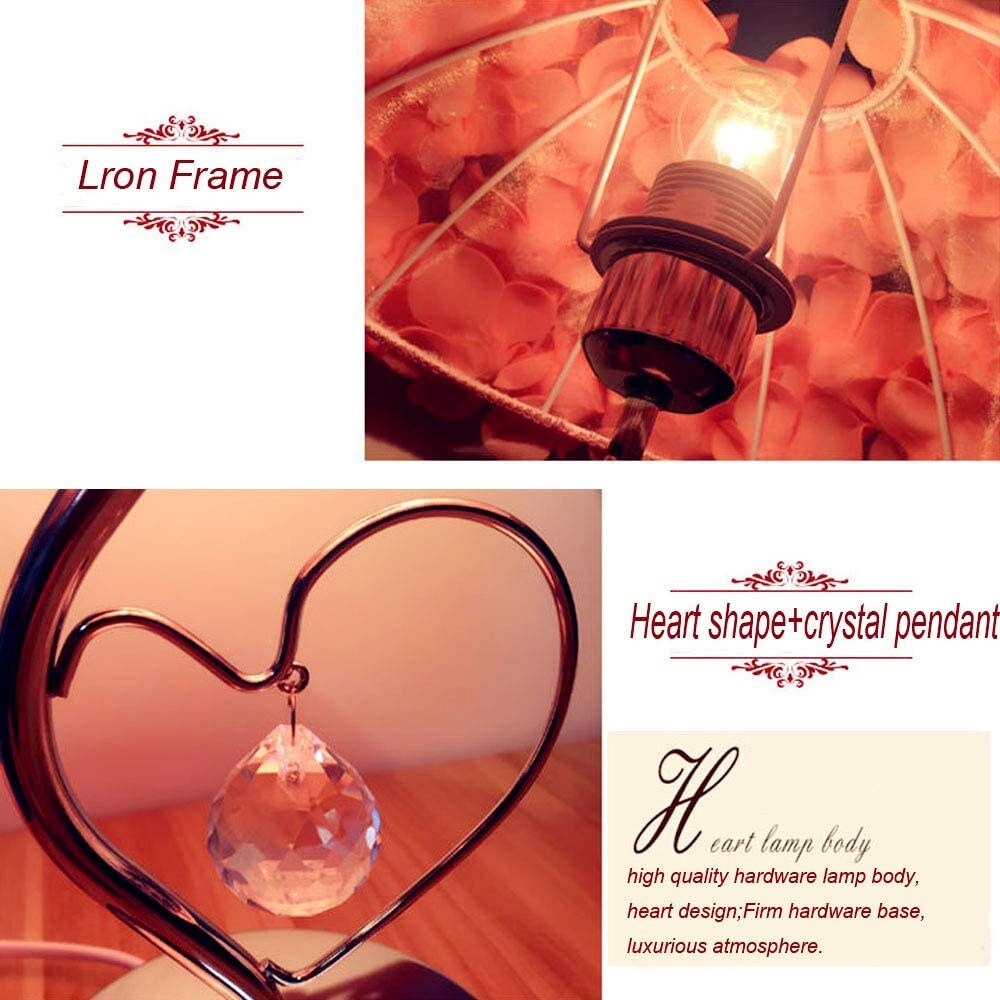 Lron Frame
Heart shape+crystal pendant
Heart lamp body
high quality hardware lamp body,
heart design;Firm hardware base,
luxurious atmosphere.